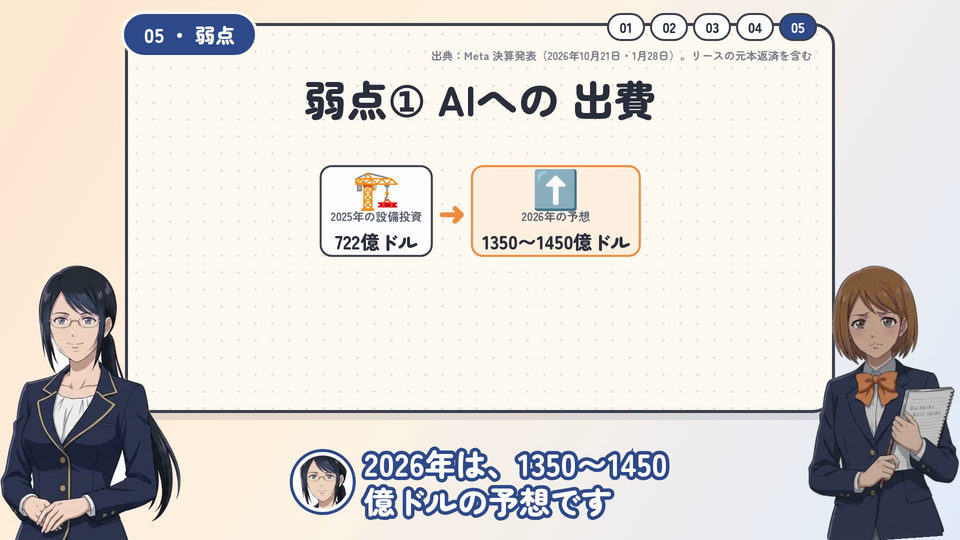 05 ・ 弱点
01 02 03 04 05
出典：Meta 決算発表（2026年10月21日・1月28日）。リースの元本返済を含む
弱点① AIへの 出費
2025年の設備投資
722億ドル
2026年の予想
1350〜1450億ドル
2026年は、1350〜1450
億ドルの予想です